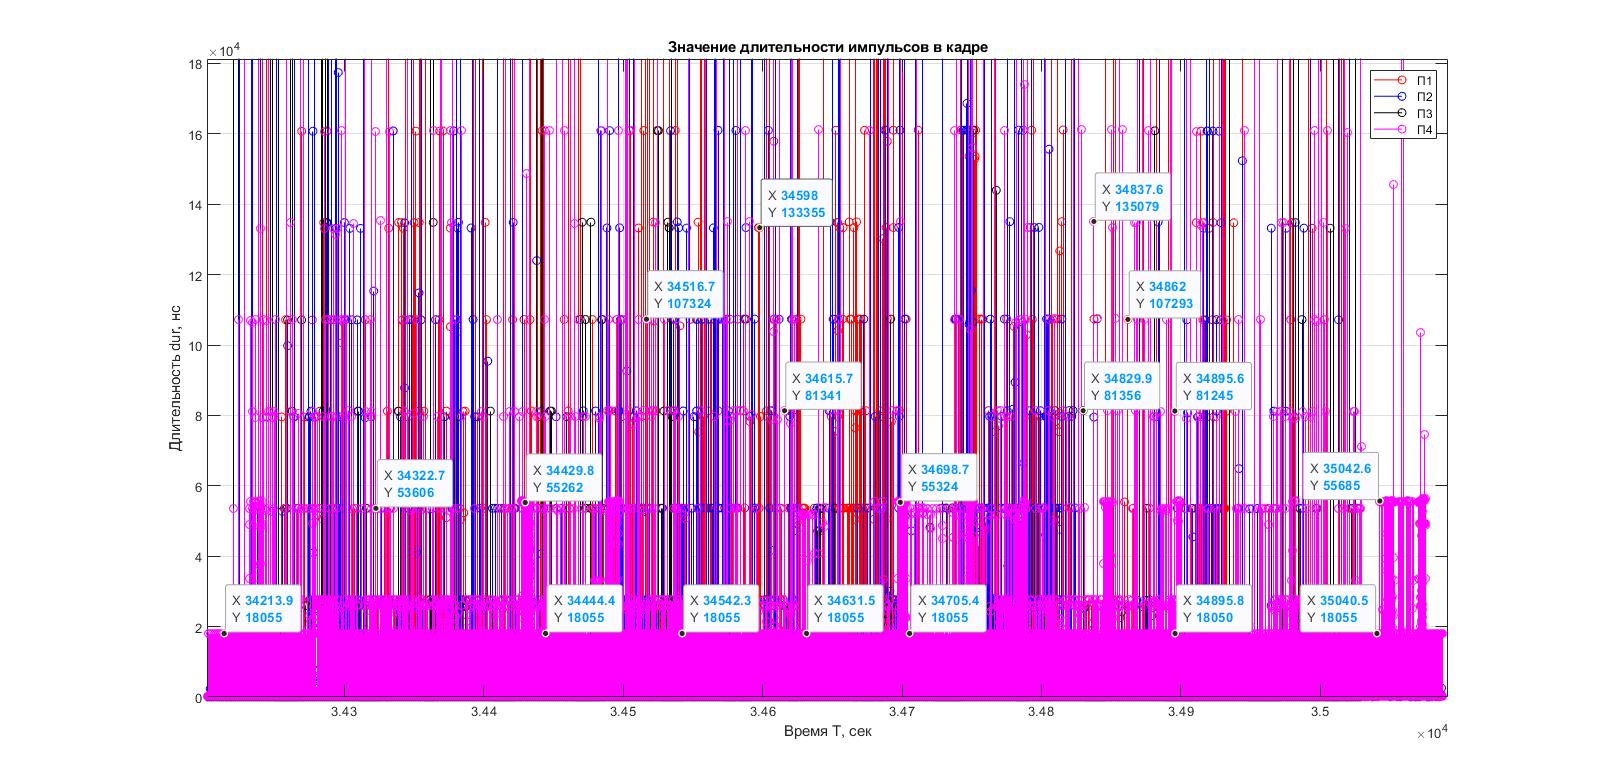 Значение длительности импульсов в кадре
×10⁴
18
16
14
12
10
8
6
4
2
0
Длительность dur, нс
П1
П2
П3
П4
X 34598
Y 133355
X 34837.6
Y 135079
X 34516.7
Y 107324
X 34862
Y 107293
X 34615.7
Y 81341
X 34829.9
Y 81356
X 34895.6
Y 81245
X 34322.7
Y 53606
X 34429.8
Y 55262
X 34698.7
Y 55324
X 35042.6
Y 55685
X 34213.9
Y 18055
X 34444.4
Y 18055
X 34542.3
Y 18055
X 34631.5
Y 18055
X 34705.4
Y 18055
X 34895.8
Y 18050
X 35040.5
Y 18055
3.43 3.44 3.45 3.46 3.47 3.48 3.49 3.5
Время T, сек
×10⁴